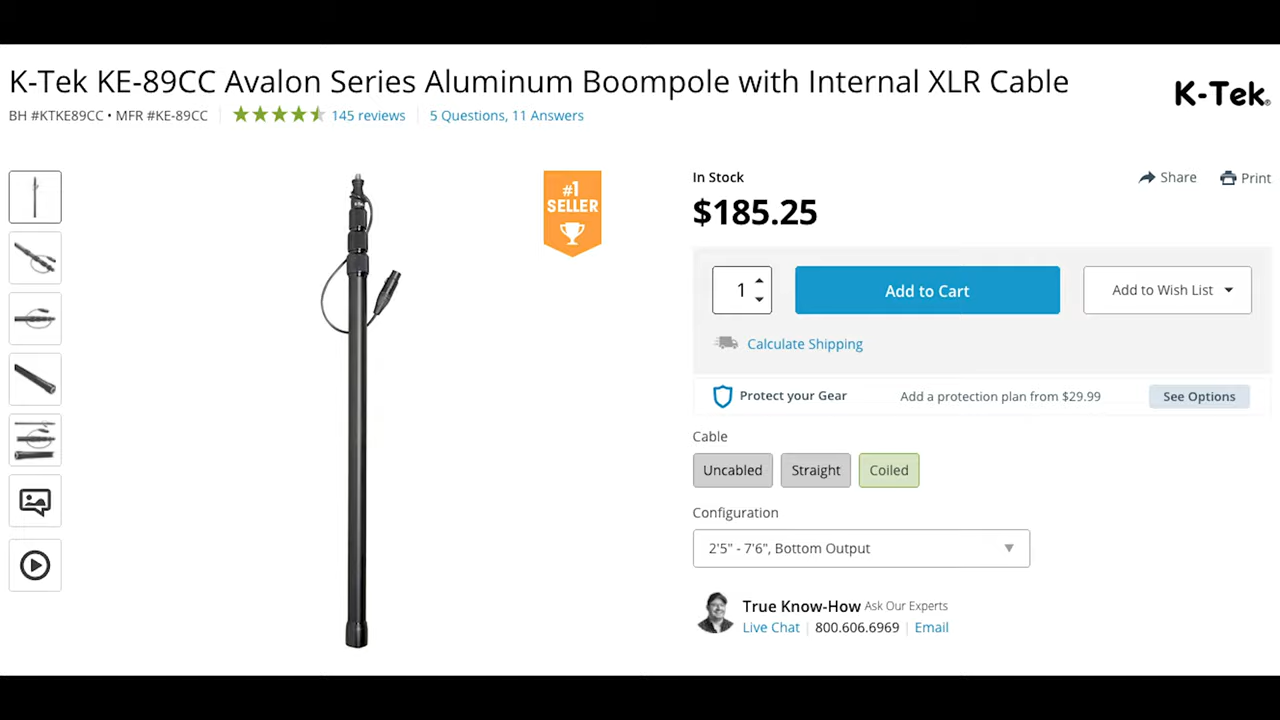 K-Tek KE-89CC Avalon Series Aluminum Boompole with Internal XLR Cable
K-Tek®
BH #KTKE89CC • MFR #KE-89CC
145 reviews
5 Questions, 11 Answers
#1
SELLER
In Stock
Share
Print
$185.25
1
Add to Cart
Add to Wish List
Calculate Shipping
Protect your Gear
Add a protection plan from $29.99
See Options
Cable
Uncabled
Straight
Coiled
Configuration
2'5" - 7'6", Bottom Output
True Know-How Ask Our Experts
Live Chat | 800.606.6969 | Email